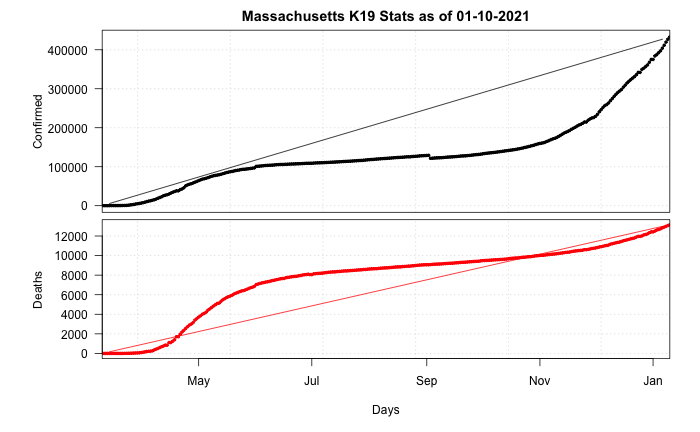 Massachusetts K19 Stats as of 01-10-2021
Confirmed
400000
300000
200000
100000
0
Deaths
12000
10000
8000
6000
4000
2000
0
May Jul Sep Nov Jan
Days